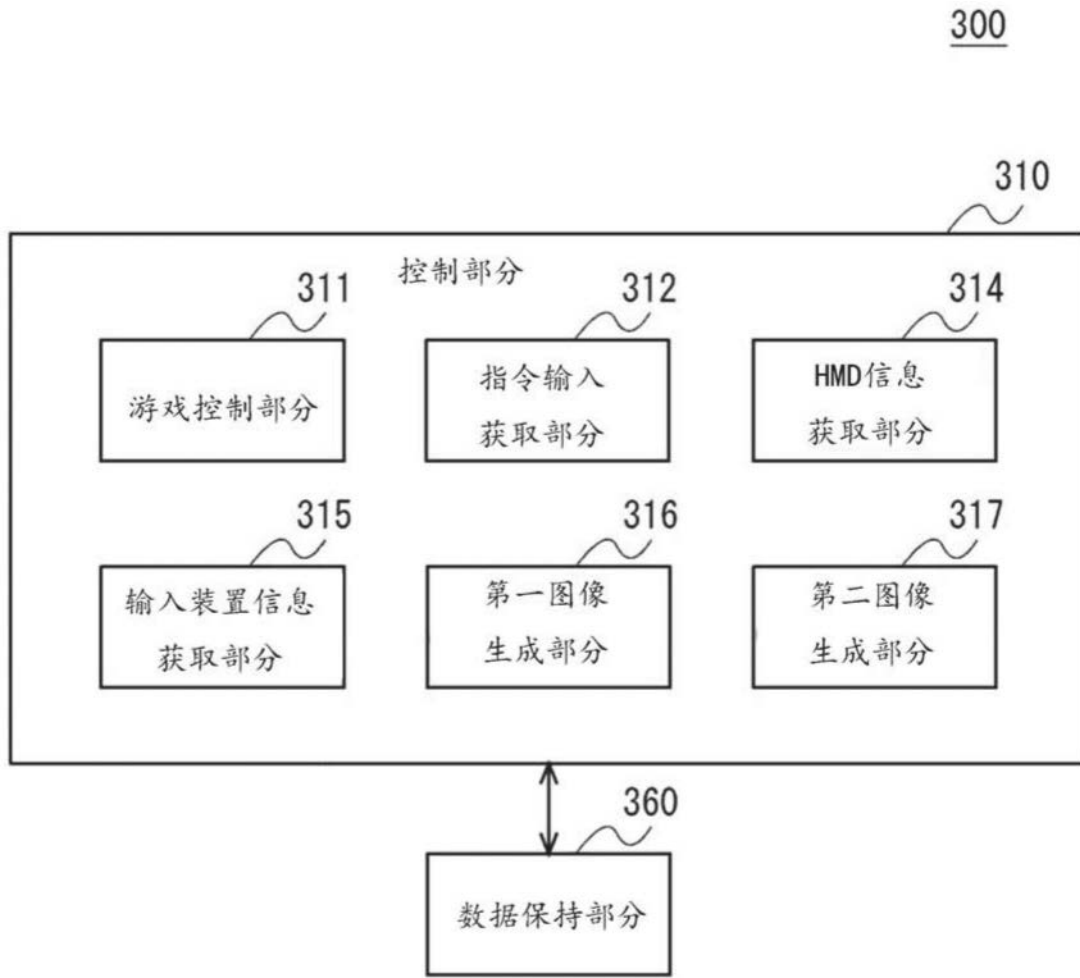 300
310
控制部分
311
312
314
游戏控制部分
指令输入
获取部分
HMD信息
获取部分
315
316
317
输入装置信息
获取部分
第一图像
生成部分
第二图像
生成部分
360
数据保持部分